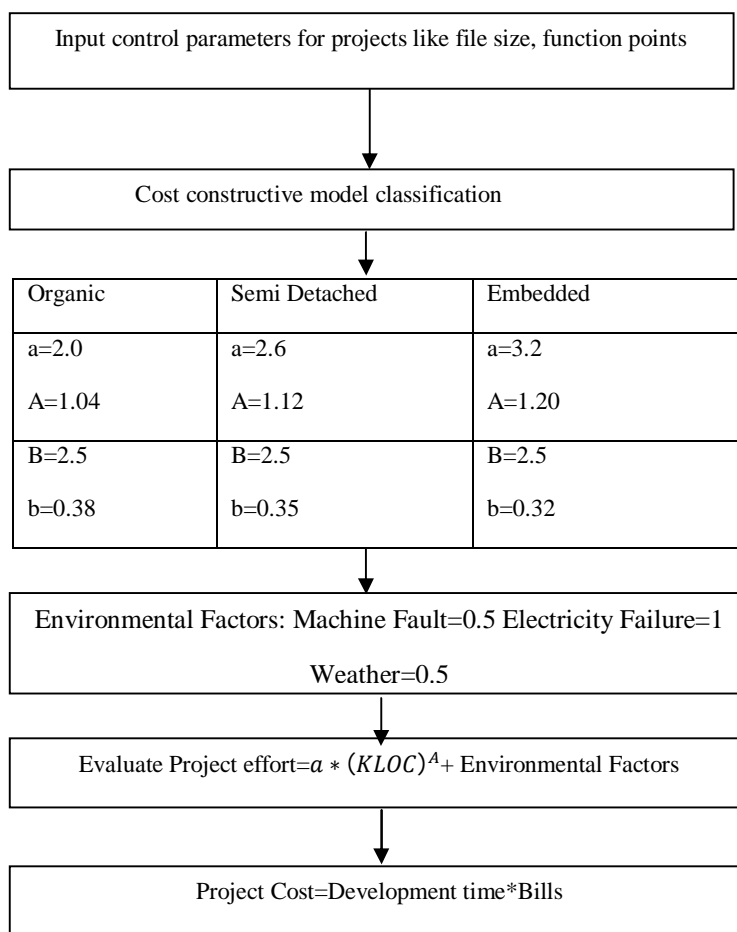 Input control parameters for projects like file size, function points
Cost constructive model classification
Organic Semi Detached Embedded
a=2.0 a=2.6 a=3.2
A=1.04 A=1.12 A=1.20
B=2.5 B=2.5 B=2.5
b=0.38 b=0.35 b=0.32
Environmental Factors: Machine Fault=0.5 Electricity Failure=1
Weather=0.5
Evaluate Project effort=𝑎 ∗ (𝐾𝐿𝑂𝐶)^𝐴+ Environmental Factors
Project Cost=Development time*Bills